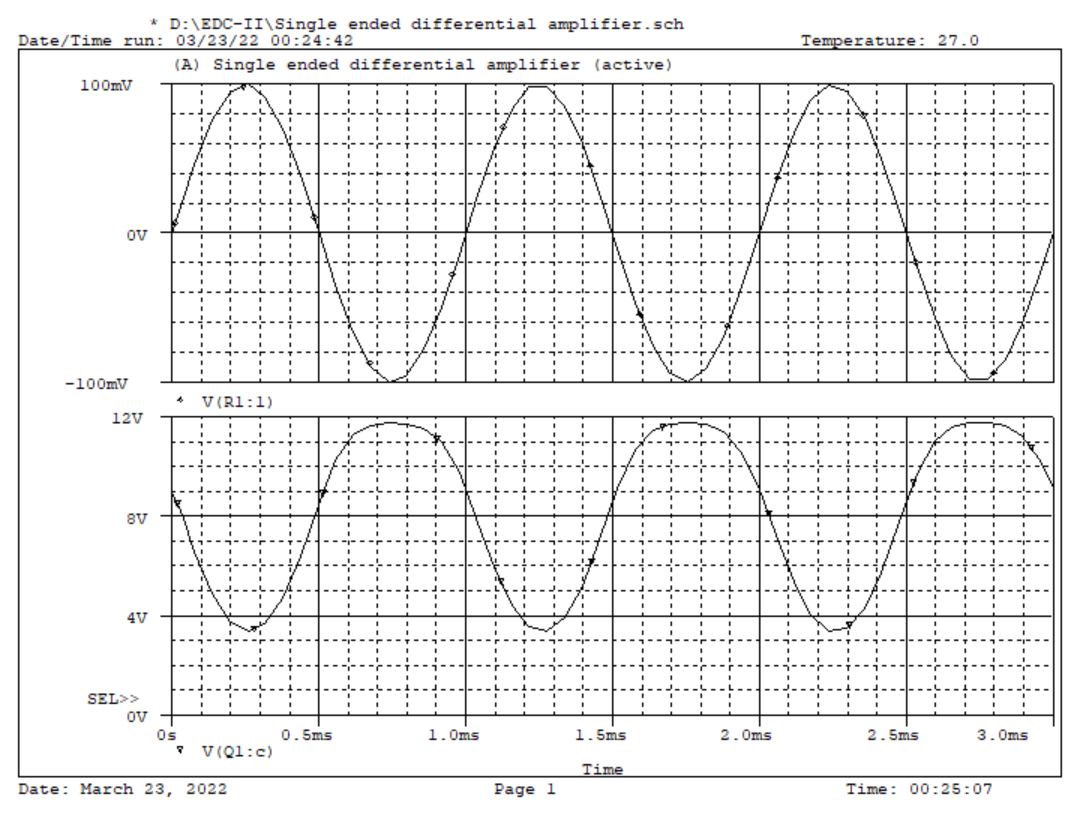 * D:\EDC-II\Single ended differential amplifier.sch
Date/Time run: 03/23/22 00:24:42 Temperature: 27.0
(A) Single ended differential amplifier (active)
100mV
0V
-100mV
V(R1:1)
12V
8V
4V
SEL>>
0V
0s 0.5ms 1.0ms 1.5ms 2.0ms 2.5ms 3.0ms
V(Q1:c)
Time
Date: March 23, 2022 Page 1 Time: 00:25:07